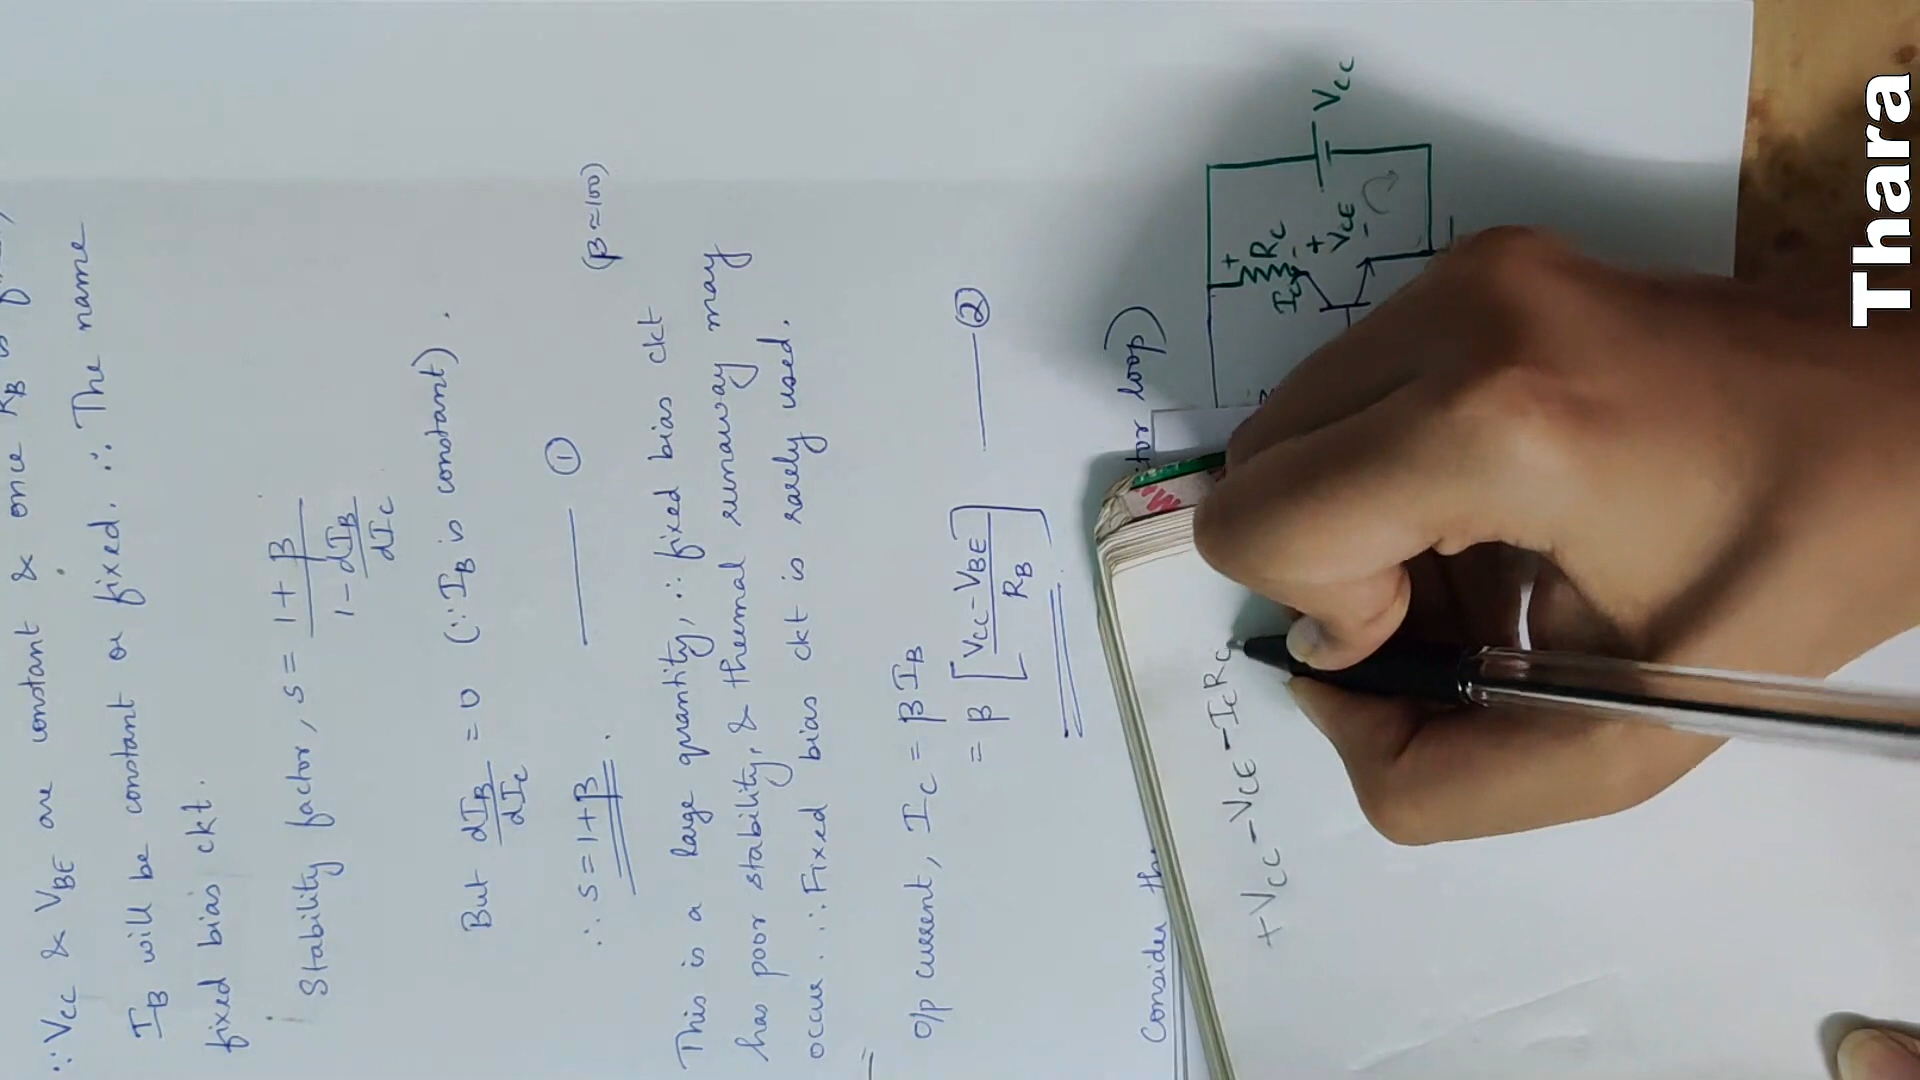 ∵ VCC & VBE are constant & once RB is
IB will be constant or fixed. ∴ The name
fixed bias ckt.
Stability factor, S = 1+β / 1 - dIB/dIC
But dIB/dIC = 0 (∵ IB is constant).
∴ S = 1+β. ——— ①
(β≈100)
This is a large quantity, ∴ fixed bias ckt
has poor stability, & thermal runaway may
occur. ∴ Fixed bias ckt is rarely used.
O/p current, IC = βIB
= β [VCC - VBE / RB] ——— ②
Consider loop)
+VCC - VCE - ICRC
+ RC - IC
+ VCE -
VCC
Thara